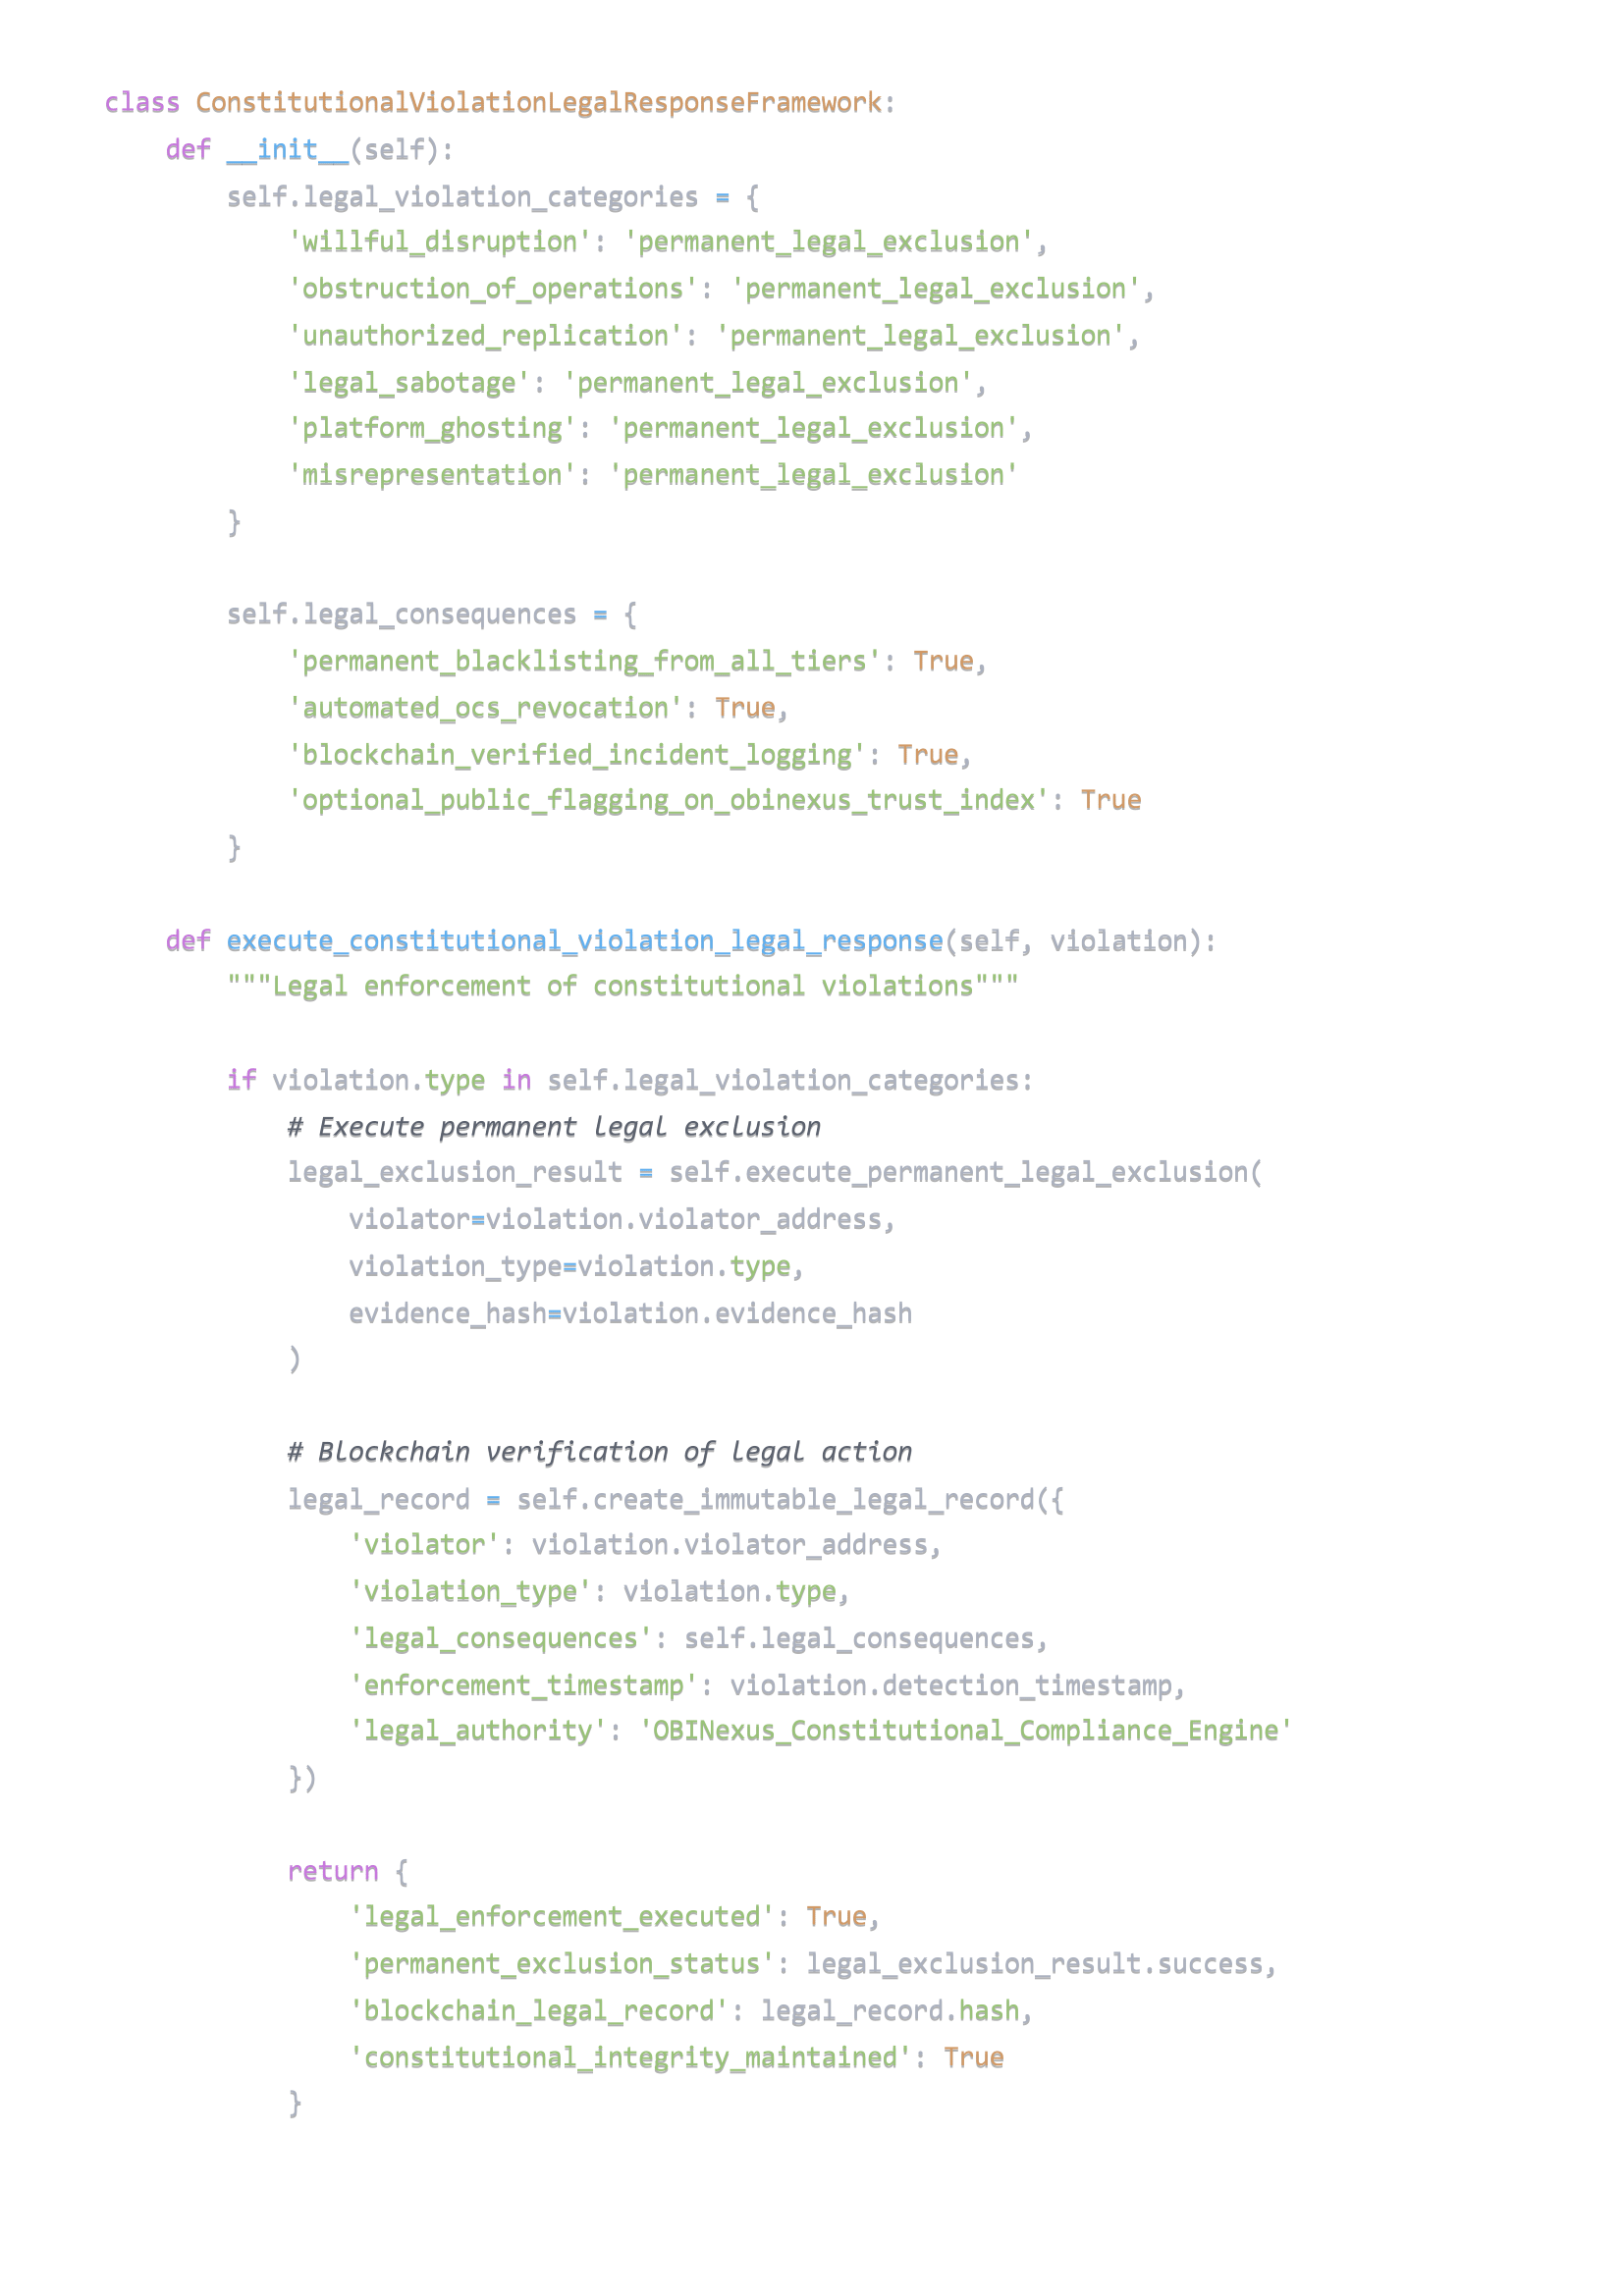 class ConstitutionalViolationLegalResponseFramework:
    def __init__(self):
        self.legal_violation_categories = {
            'willful_disruption': 'permanent_legal_exclusion',
            'obstruction_of_operations': 'permanent_legal_exclusion',
            'unauthorized_replication': 'permanent_legal_exclusion',
            'legal_sabotage': 'permanent_legal_exclusion',
            'platform_ghosting': 'permanent_legal_exclusion',
            'misrepresentation': 'permanent_legal_exclusion'
        }

        self.legal_consequences = {
            'permanent_blacklisting_from_all_tiers': True,
            'automated_ocs_revocation': True,
            'blockchain_verified_incident_logging': True,
            'optional_public_flagging_on_obinexus_trust_index': True
        }

    def execute_constitutional_violation_legal_response(self, violation):
        """Legal enforcement of constitutional violations"""

        if violation.type in self.legal_violation_categories:
            # Execute permanent legal exclusion
            legal_exclusion_result = self.execute_permanent_legal_exclusion(
                violator=violation.violator_address,
                violation_type=violation.type,
                evidence_hash=violation.evidence_hash
            )

            # Blockchain verification of legal action
            legal_record = self.create_immutable_legal_record({
                'violator': violation.violator_address,
                'violation_type': violation.type,
                'legal_consequences': self.legal_consequences,
                'enforcement_timestamp': violation.detection_timestamp,
                'legal_authority': 'OBINexus_Constitutional_Compliance_Engine'
            })

            return {
                'legal_enforcement_executed': True,
                'permanent_exclusion_status': legal_exclusion_result.success,
                'blockchain_legal_record': legal_record.hash,
                'constitutional_integrity_maintained': True
            }